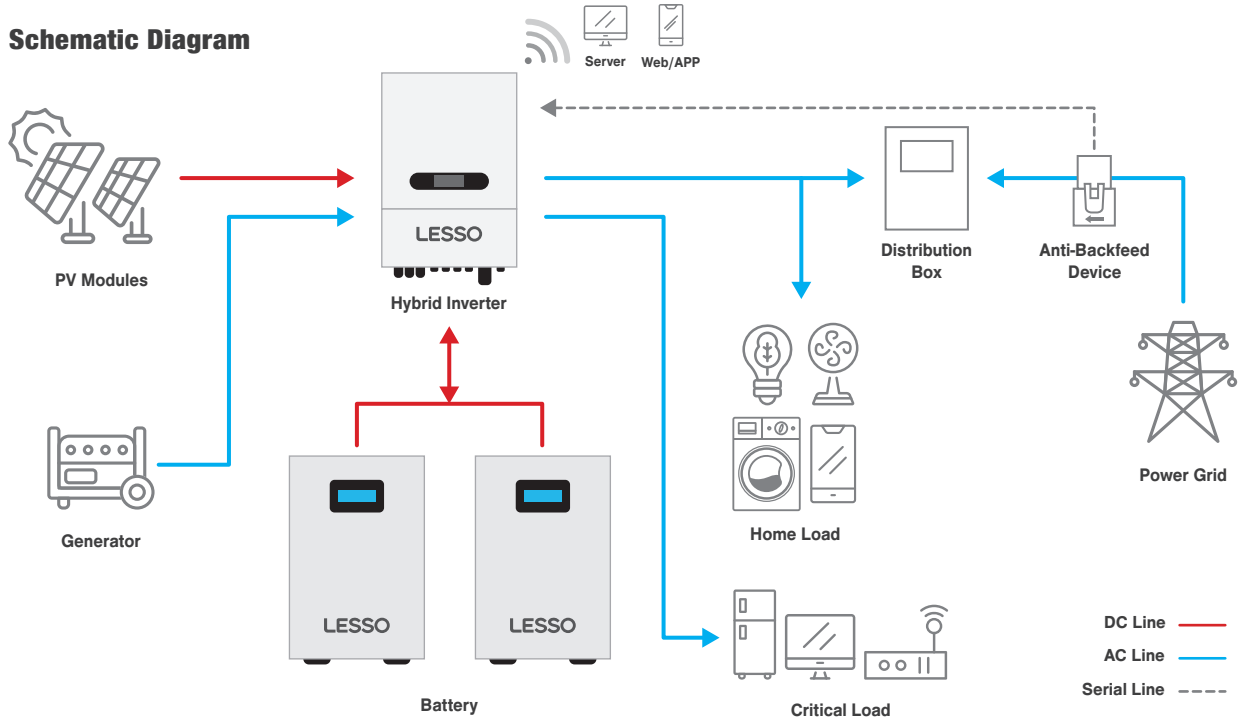 Schematic Diagram
Server
Web/APP
PV Modules
LESSO
Hybrid Inverter
Distribution
Box
Anti-Backfeed
Device
Power Grid
Generator
Home Load
LESSO
LESSO
Battery
Critical Load
DC Line
AC Line
Serial Line